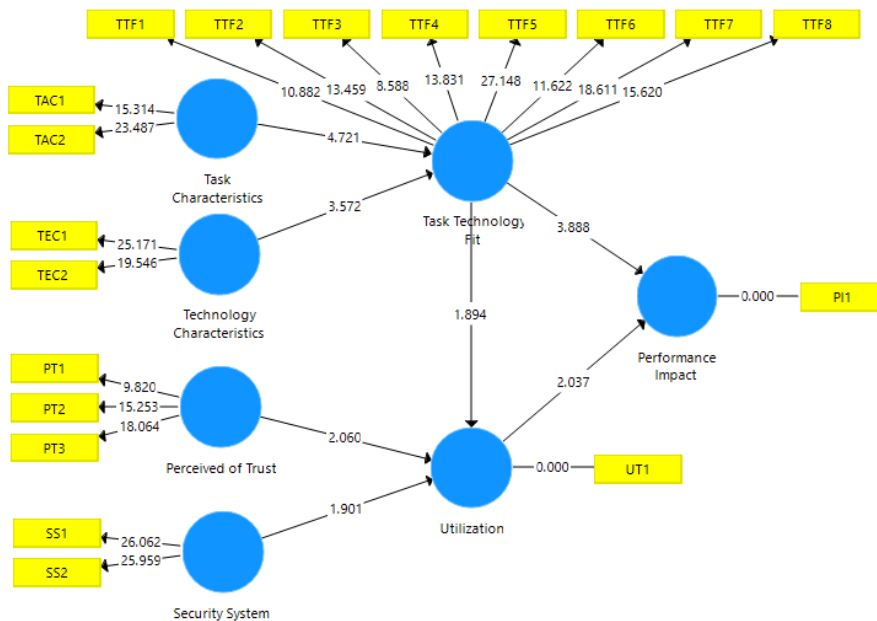 TTF1 TTF2 TTF3 TTF4 TTF5 TTF6 TTF7 TTF8
10.882 13.459 8.588 13.831 27.148 11.622 18.611 15.620
TAC1
15.314
TAC2
23.487
4.721
Task
Characteristics
Task Technology
Fit
3.572
3.888
TEC1
25.171
TEC2
19.546
Technology
Characteristics
1.894
0.000
PI1
Performance
Impact
2.037
PT1
9.820
PT2
15.253
PT3
18.064
Perceived of Trust
2.060
0.000
UT1
Utilization
1.901
SS1
26.062
SS2
25.959
Security System